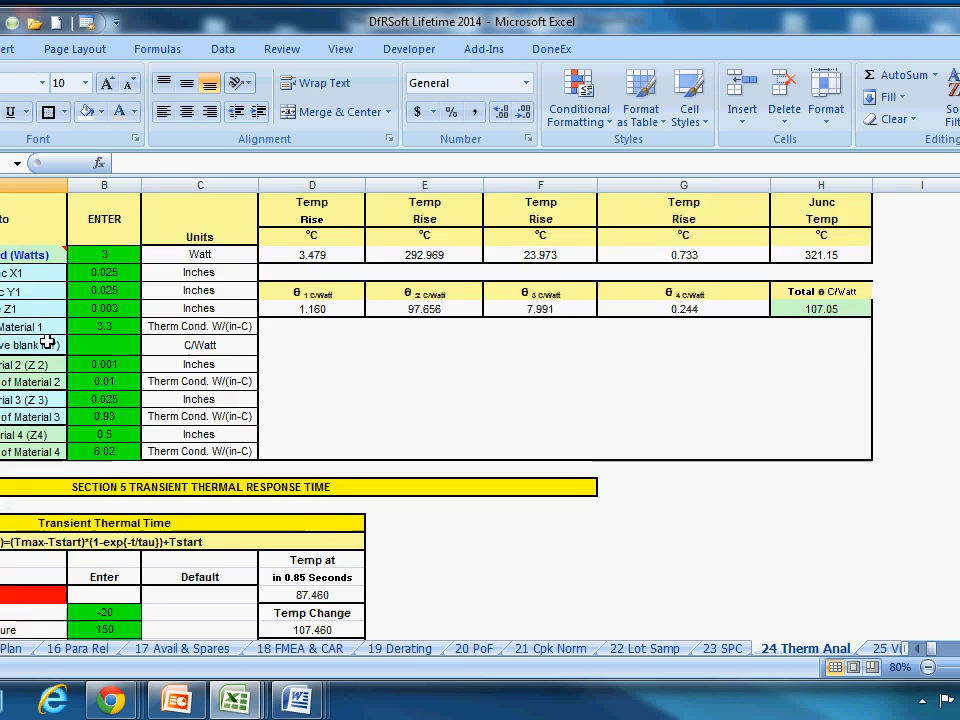 DfRSoft Lifetime 2014 - Microsoft Excel
ert Page Layout Formulas Data Review View Developer Add-Ins DoneEx
10 A A Wrap Text General Σ AutoSum
U A Merge & Center $ % , Conditional Formatting Format as Table Cell Styles Insert Delete Format Fill Clear
Font Alignment Number Styles Cells Editing
fx
B C D E F G H I
to ENTER Units Temp Rise °C Temp Rise °C Temp Rise °C Temp Rise °C Junc Temp °C
d (Watts) 3 Watt 3.479 292.969 23.973 0.733 321.15
c X1 0.025 Inches
c Y1 0.025 Inches θ 1 C/Watt θ 2 C/Watt θ 3 C/Watt θ 4 C/Watt Total θ C/Watt
Z1 0.003 Inches 1.160 97.656 7.991 0.244 107.05
Material 1 3.3 Therm Cond. W/(in-C)
ve blank C/Watt
rial 2 (Z 2) 0.001 Inches
of Material 2 0.01 Therm Cond. W/(in-C)
rial 3 (Z 3) 0.025 Inches
of Material 3 0.93 Therm Cond. W/(in-C)
rial 4 (Z4) 0.5 Inches
of Material 4 6.02 Therm Cond. W/(in-C)
SECTION 5 TRANSIENT THERMAL RESPONSE TIME
Transient Thermal Time
)=(Tmax-Tstart)*(1-exp{-t/tau})+Tstart
Temp at
Enter Default in 0.85 Seconds
87.460
-20 Temp Change
ure 150 107.460
Plan 16 Para Rel 17 Avail & Spares 18 FMEA & CAR 19 Derating 20 PoF 21 Cpk Norm 22 Lot Samp 23 SPC 24 Therm Anal 25 Vi
80%